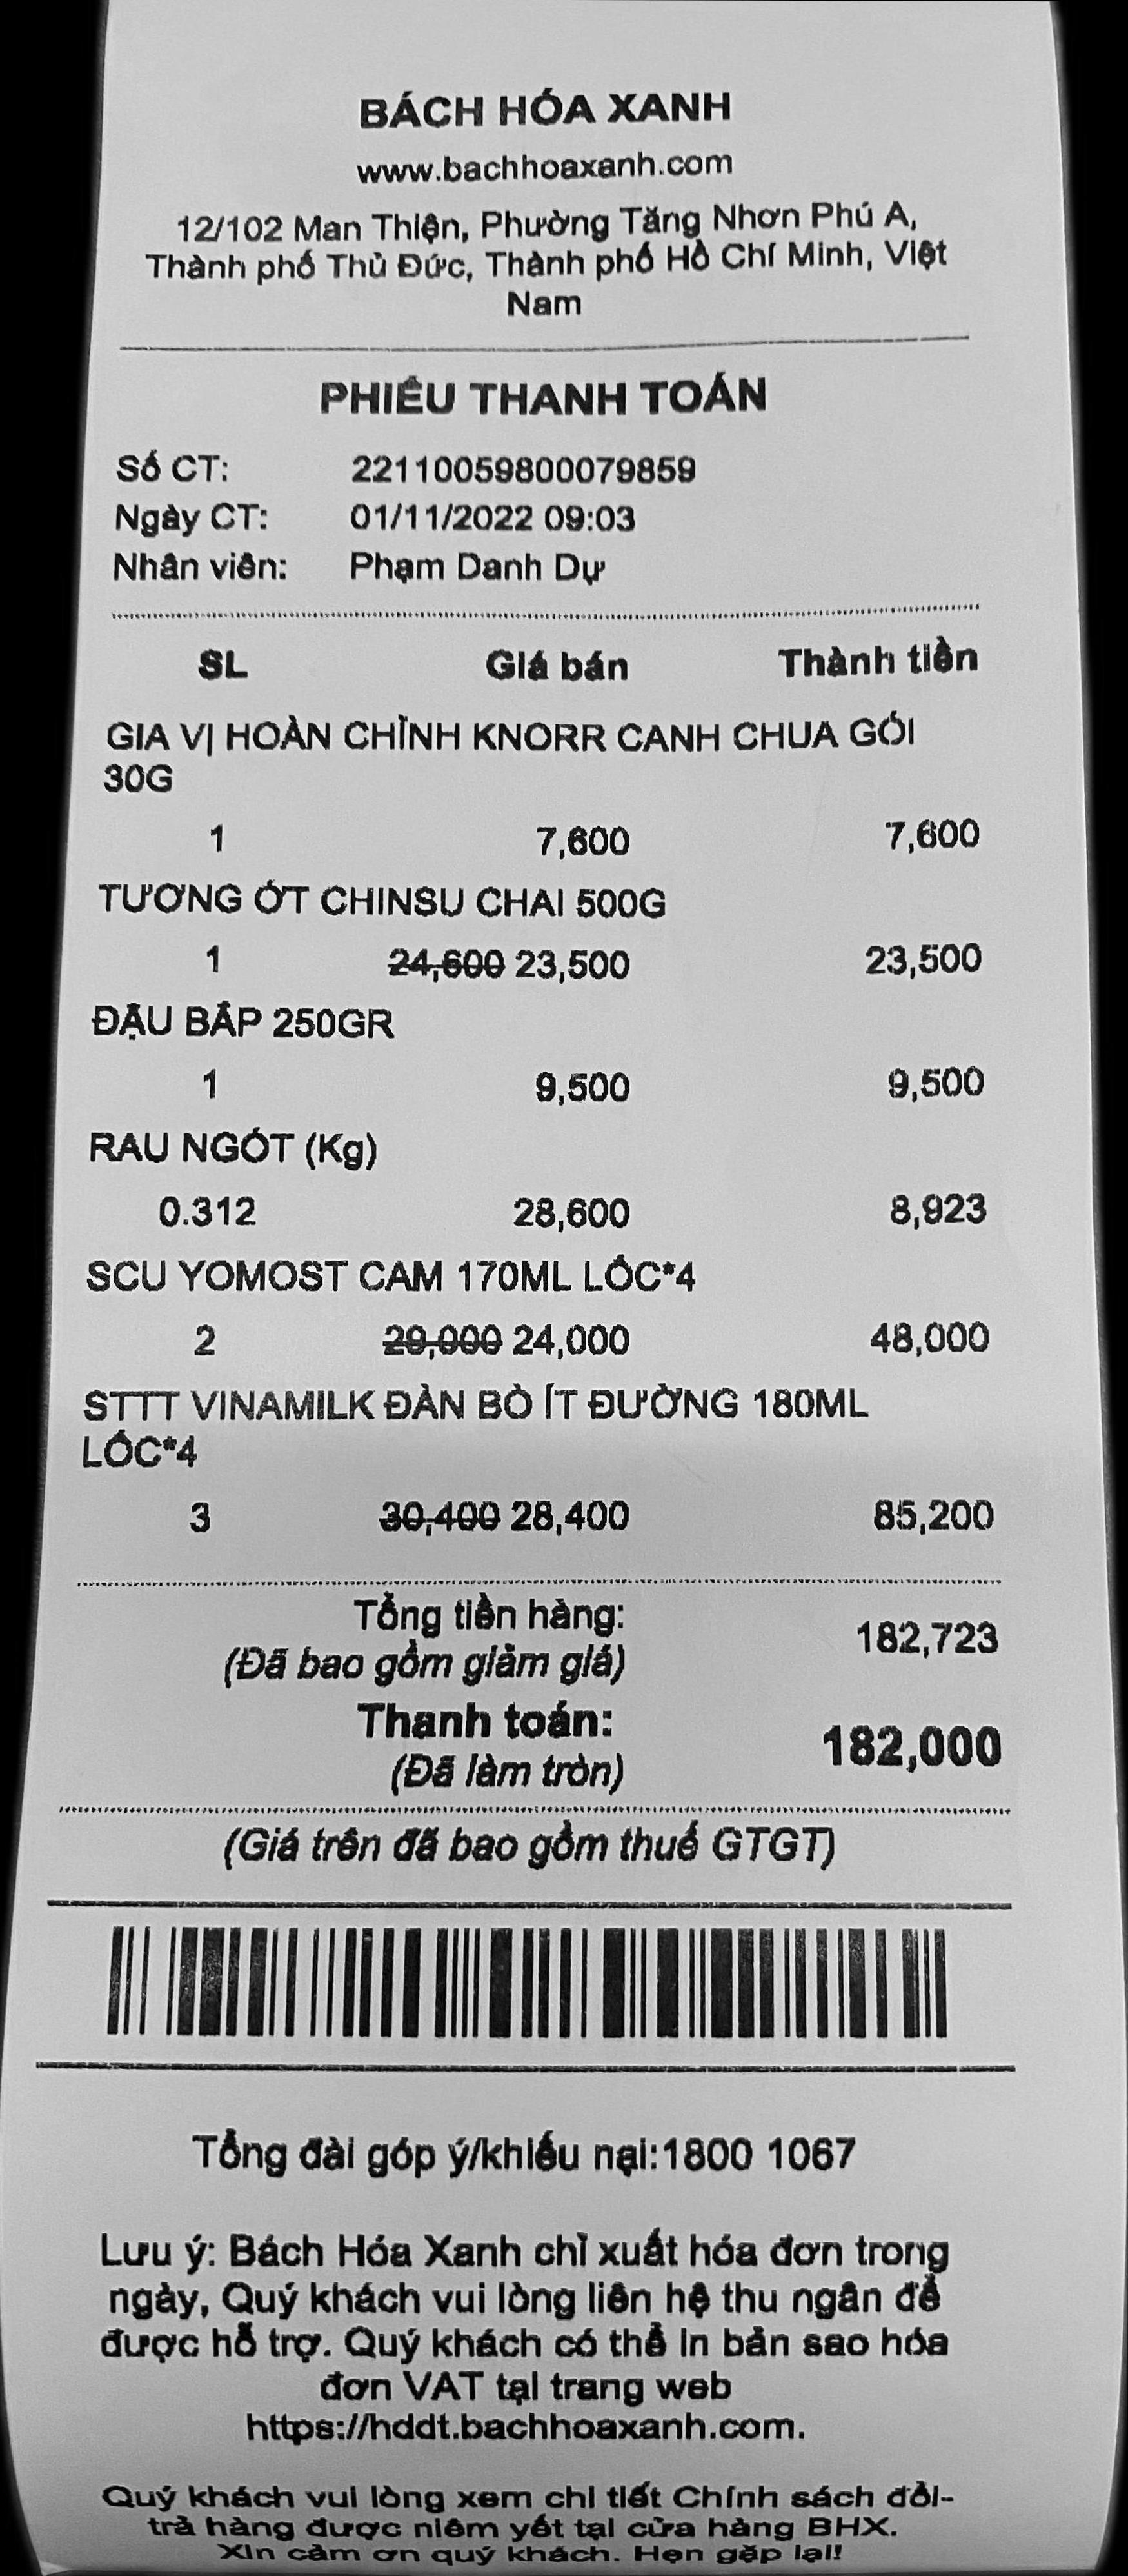 BÁCH HÓA XANH
www.bachhoaxanh.com
12/102 Man Thiện, Phường Tăng Nhơn Phú A,
Thành phố Thủ Đức, Thành phố Hồ Chí Minh, Việt
Nam
PHIẾU THANH TOÁN
Số CT: 22110059800079859
Ngày CT: 01/11/2022 09:03
Nhân viên: Phạm Danh Dự
SL Giá bán Thành tiền
GIA VỊ HOÀN CHỈNH KNORR CANH CHUA GÓI
30G
1 7,600 7,600
TƯƠNG ỚT CHINSU CHAI 500G
1 24,600 23,500 23,500
ĐẬU BẮP 250GR
1 9,500 9,500
RAU NGÓT (Kg)
0.312 28,600 8,923
SCU YOMOST CAM 170ML LỐC*4
2 29,000 24,000 48,000
STTT VINAMILK ĐÀN BÒ ÍT ĐƯỜNG 180ML
LỐC*4
3 30,400 28,400 85,200
Tổng tiền hàng: 182,723
(Đã bao gồm giảm giá)
Thanh toán: 182,000
(Đã làm tròn)
(Giá trên đã bao gồm thuế GTGT)
Tổng đài góp ý/khiếu nại:1800 1067
Lưu ý: Bách Hóa Xanh chỉ xuất hóa đơn trong
ngày, Quý khách vui lòng liên hệ thu ngân để
được hỗ trợ. Quý khách có thể in bản sao hóa
đơn VAT tại trang web
https://hddt.bachhoaxanh.com.
Quý khách vui lòng xem chi tiết Chính sách đổi-
trả hàng được niêm yết tại cửa hàng BHX.
Xin cảm ơn quý khách. Hẹn gặp lại!